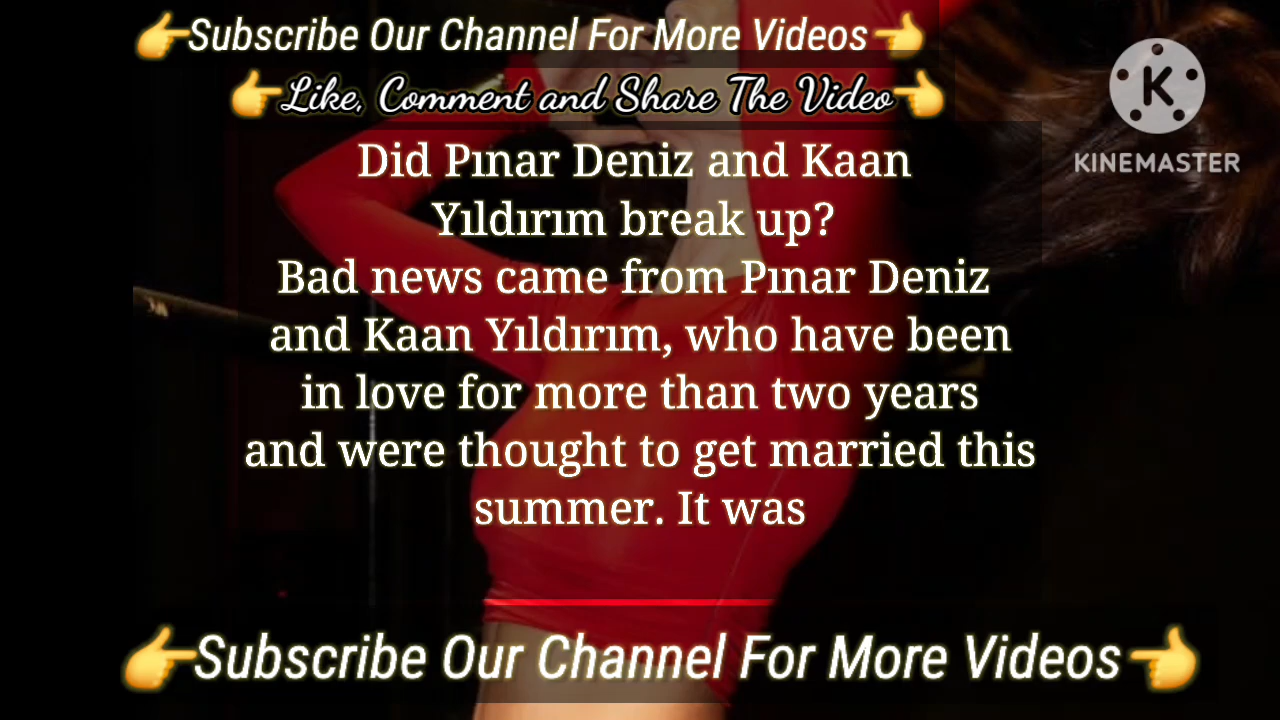 👉Subscribe Our Channel For More Videos👈
👉Like, Comment and Share The Video👈
KINEMASTER
Did Pınar Deniz and Kaan
Yıldırım break up?
Bad news came from Pınar Deniz
and Kaan Yıldırım, who have been
in love for more than two years
and were thought to get married this
summer. It was
👉Subscribe Our Channel For More Videos👈